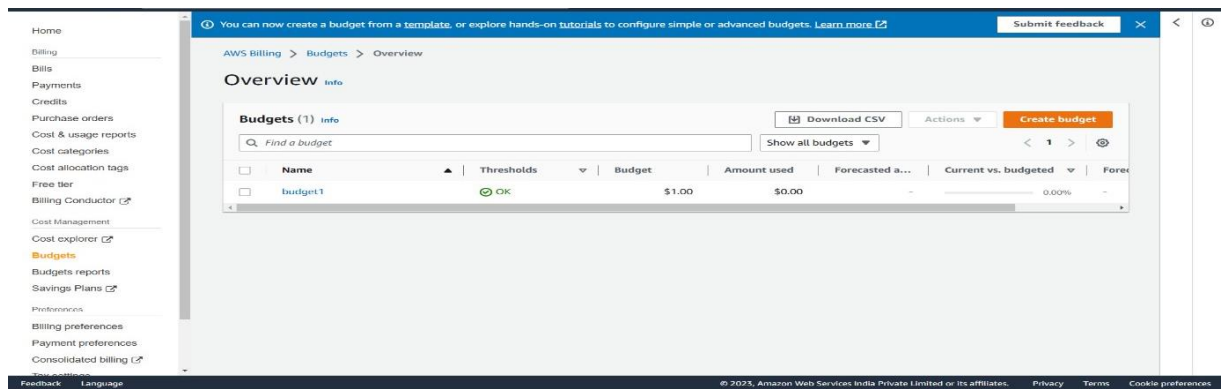 You can now create a budget from a template, or explore hands-on tutorials to configure simple or advanced budgets. Learn more
Submit feedback
Home
Billing
Bills
Payments
Credits
Purchase orders
Cost & usage reports
Cost categories
Cost allocation tags
Free tier
Billing Conductor
Cost Management
Cost explorer
Budgets
Budgets reports
Savings Plans
Preferences
Billing preferences
Payment preferences
Consolidated billing
Tax settings
AWS Billing > Budgets > Overview
Overview Info
Budgets (1) Info
Download CSV
Actions
Create budget
Find a budget
Show all budgets
< 1 >
Name Thresholds Budget Amount used Forecasted a... Current vs. budgeted Fore
budget1 OK $1.00 $0.00 - 0.00% -
Feedback Language © 2023, Amazon Web Services India Private Limited or its affiliates. Privacy Terms Cookie preferences